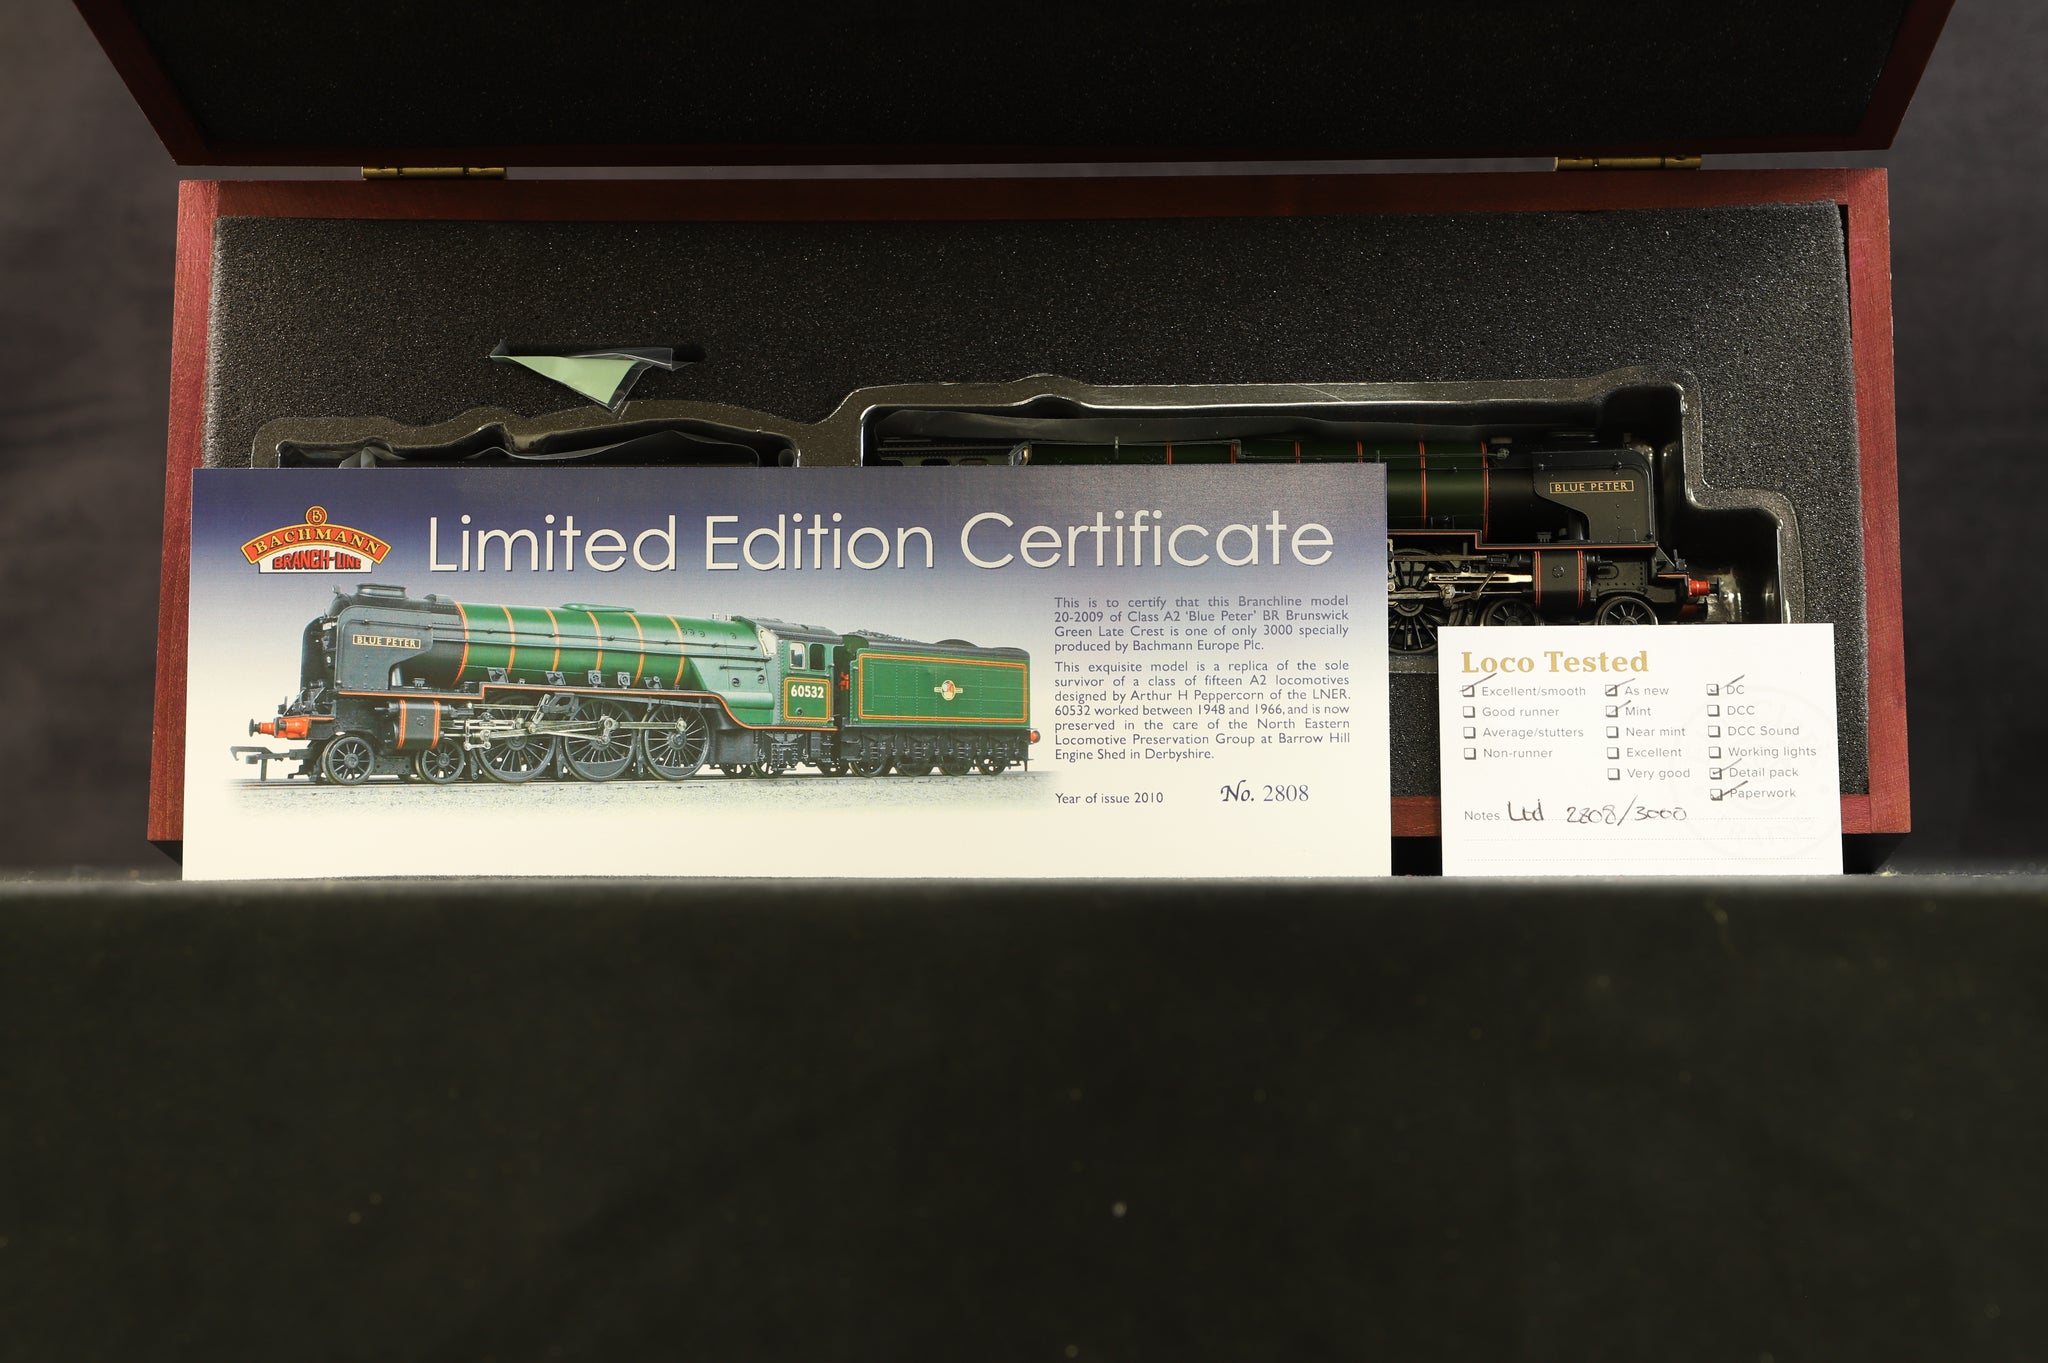 BLUE PETER
BACHMANN
BRANCH-LINE
Limited Edition Certificate
This is to certify that this Branchline model
20-2009 of Class A2 'Blue Peter' BR Brunswick
Green Late Crest is one of only 3000 specially
produced by Bachmann Europe Plc.
This exquisite model is a replica of the sole
survivor of a class of fifteen A2 locomotives
designed by Arthur H Peppercorn of the LNER.
60532 worked between 1948 and 1966, and is now
preserved in the care of the North Eastern
Locomotive Preservation Group at Barrow Hill
Engine Shed in Derbyshire.
Year of issue 2010 No. 2808
BLUE PETER
60532
Loco Tested
Excellent/smooth As new DC
Good runner Mint DCC
Average/stutters Near mint DCC Sound
Non-runner Excellent Working lights
Very good Detail pack
Paperwork
Notes Ltd 2808/3000